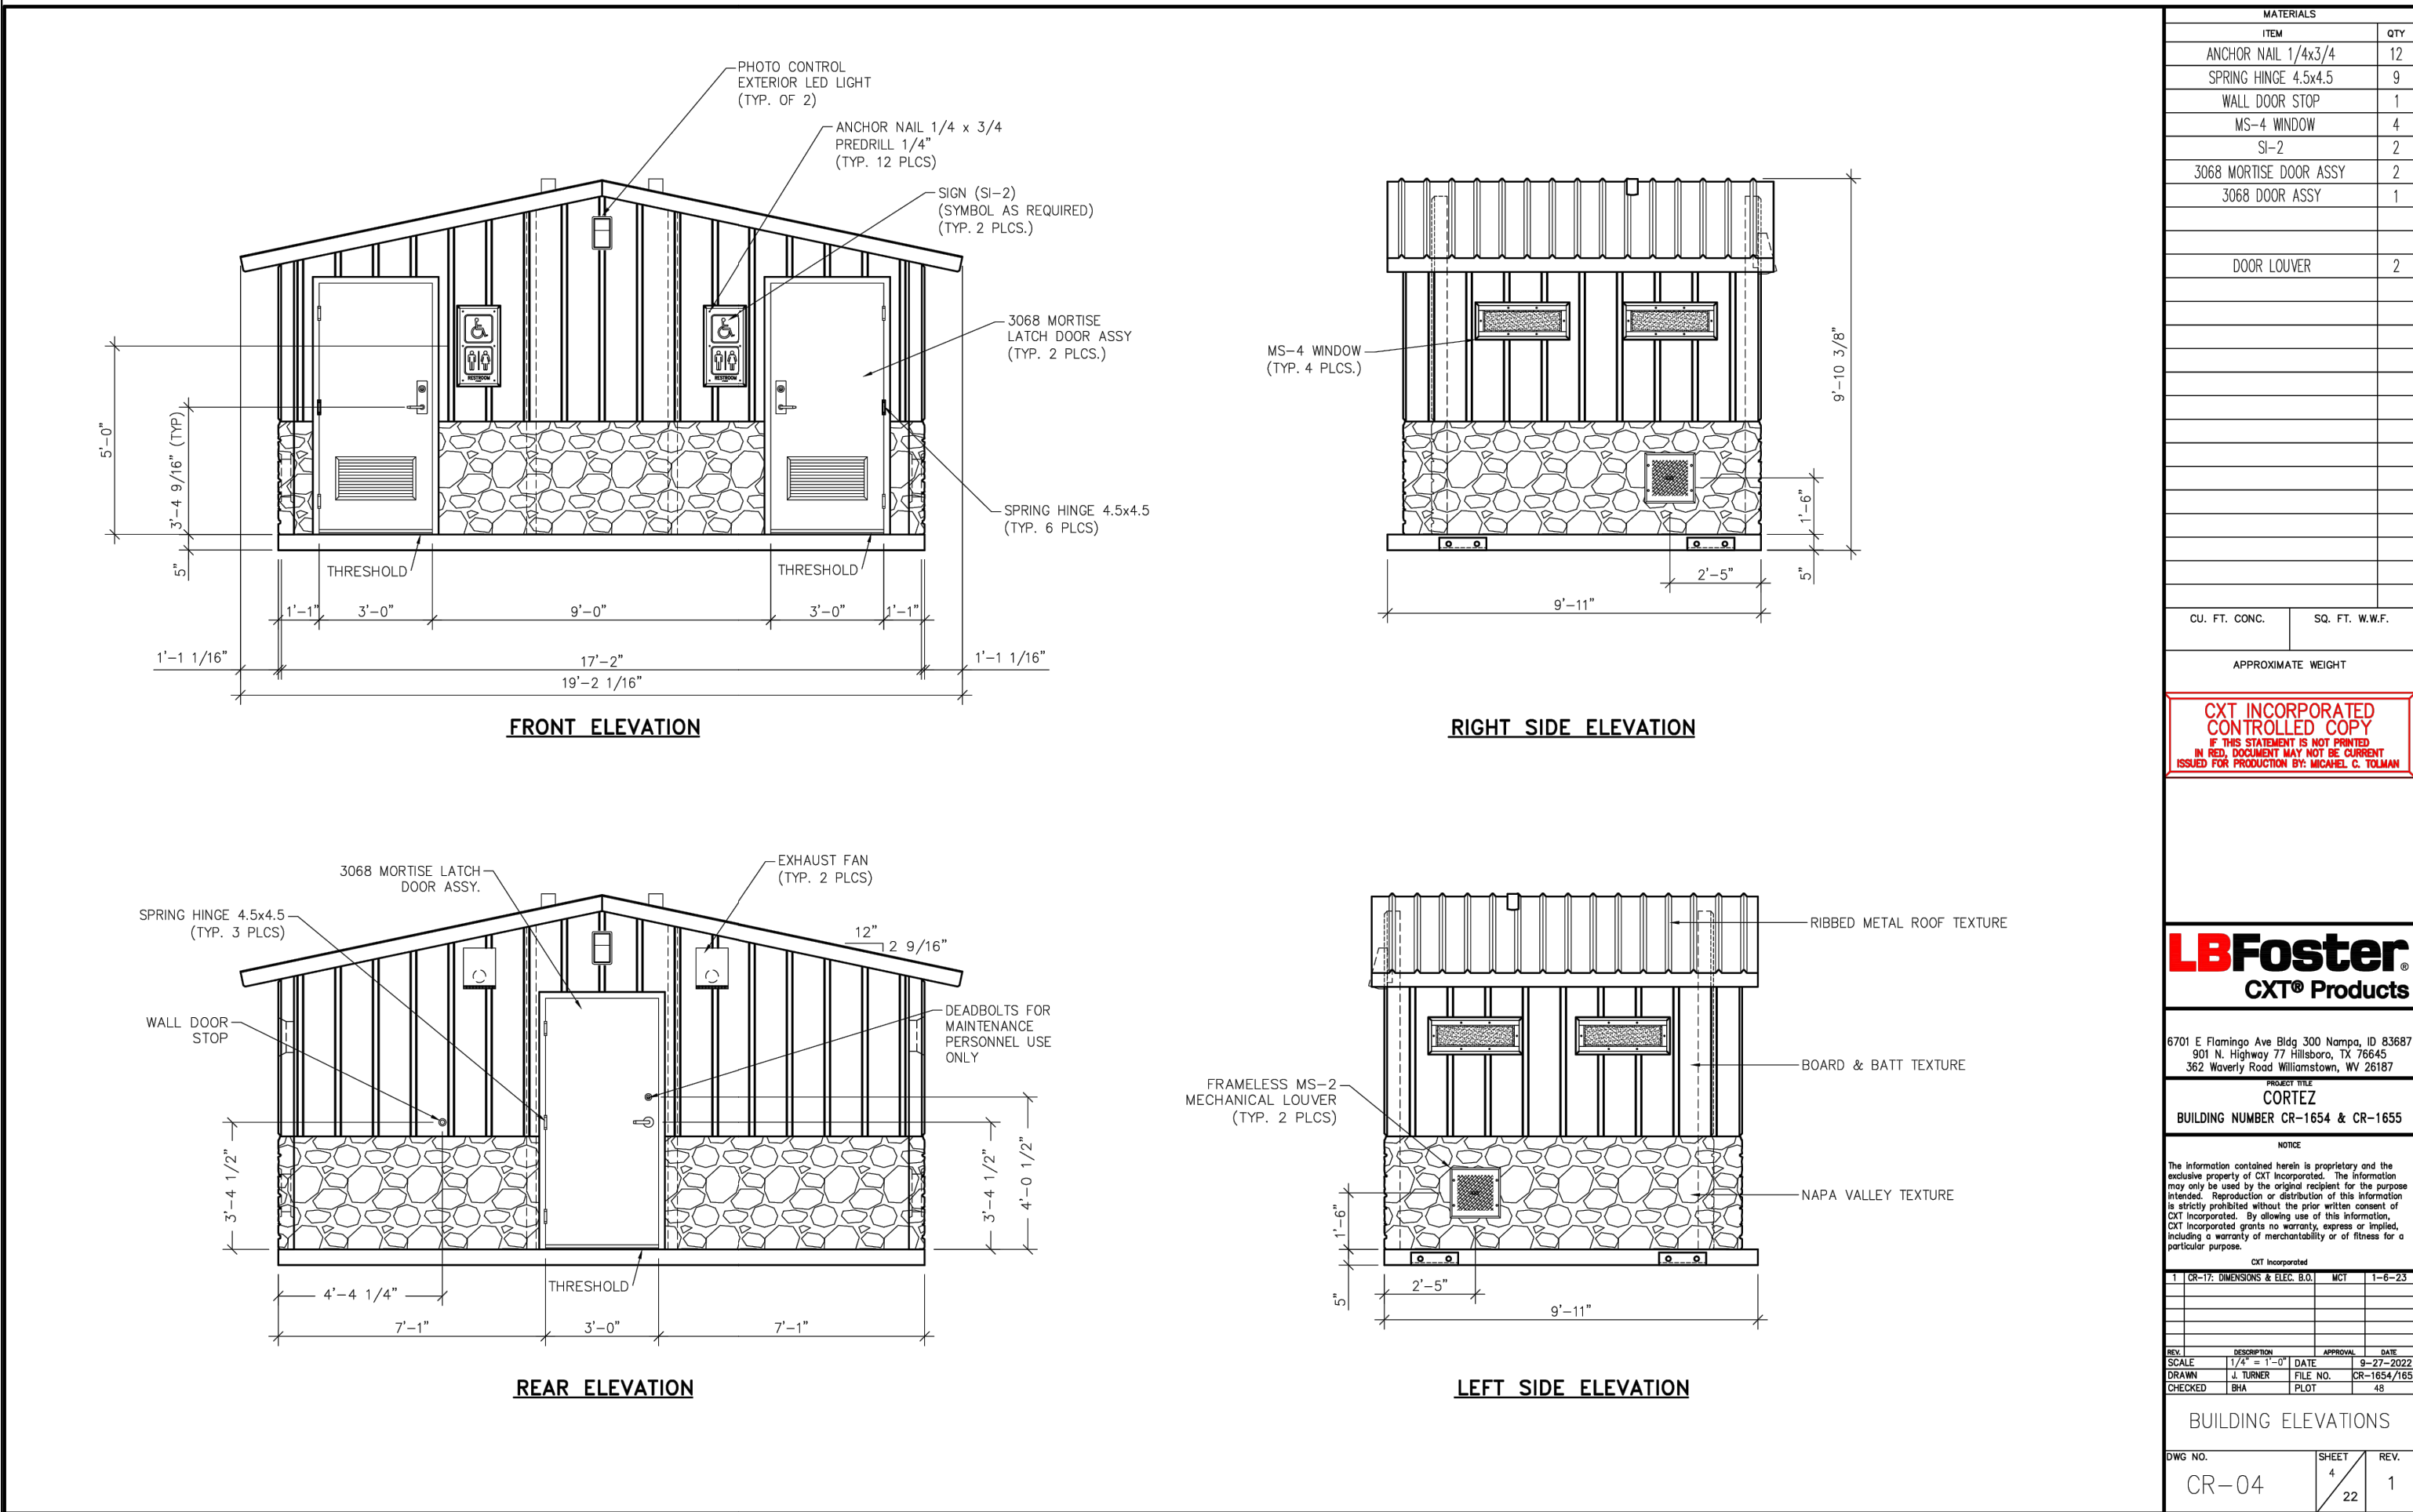 PHOTO CONTROL
EXTERIOR LED LIGHT
(TYP. OF 2)
ANCHOR NAIL 1/4 x 3/4
PREDRILL 1/4"
(TYP. 12 PLCS)
SIGN (SI-2)
(SYMBOL AS REQUIRED)
(TYP. 2 PLCS.)
3068 MORTISE
LATCH DOOR ASSY
(TYP. 2 PLCS.)
SPRING HINGE 4.5x4.5
(TYP. 6 PLCS)
RESTROOM
RESTROOM
5'-0"
3'-4 9/16" (TYP)
5"
THRESHOLD
THRESHOLD
1'-1"
3'-0"
9'-0"
3'-0"
1'-1"
1'-1 1/16"
17'-2"
1'-1 1/16"
19'-2 1/16"
FRONT ELEVATION
MS-4 WINDOW
(TYP. 4 PLCS.)
9'-10 3/8"
1'-6"
5"
2'-5"
9'-11"
RIGHT SIDE ELEVATION
3068 MORTISE LATCH
DOOR ASSY.
EXHAUST FAN
(TYP. 2 PLCS)
SPRING HINGE 4.5x4.5
(TYP. 3 PLCS)
12"
2 9/16"
WALL DOOR
STOP
DEADBOLTS FOR
MAINTENANCE
PERSONNEL USE
ONLY
3'-4 1/2"
3'-4 1/2"
4'-0 1/2"
THRESHOLD
4'-4 1/4"
7'-1"
3'-0"
7'-1"
REAR ELEVATION
RIBBED METAL ROOF TEXTURE
BOARD & BATT TEXTURE
FRAMELESS MS-2
MECHANICAL LOUVER
(TYP. 2 PLCS)
NAPA VALLEY TEXTURE
1'-6"
5"
2'-5"
9'-11"
LEFT SIDE ELEVATION
MATERIALS
ITEM QTY
ANCHOR NAIL 1/4x3/4 12
SPRING HINGE 4.5x4.5 9
WALL DOOR STOP 1
MS-4 WINDOW 4
SI-2 2
3068 MORTISE DOOR ASSY 2
3068 DOOR ASSY 1
DOOR LOUVER 2
CU. FT. CONC. SQ. FT. W.W.F.
APPROXIMATE WEIGHT
CXT INCORPORATED
CONTROLLED COPY
IF THIS STATEMENT IS NOT PRINTED
IN RED, DOCUMENT MAY NOT BE CURRENT
ISSUED FOR PRODUCTION BY: MICAHEL C. TOLMAN
LBFoster®
CXT® Products
6701 E Flamingo Ave Bldg 300 Nampa, ID 83687
901 N. Highway 77 Hillsboro, TX 76645
362 Waverly Road Williamstown, WV 26187
PROJECT TITLE
CORTEZ
BUILDING NUMBER CR-1654 & CR-1655
NOTICE
The information contained herein is proprietary and the
exclusive property of CXT Incorporated. The information
may only be used by the original recipient for the purpose
intended. Reproduction or distribution of this information
is strictly prohibited without the prior written consent of
CXT Incorporated. By allowing use of this information,
CXT Incorporated grants no warranty, express or implied,
including a warranty of merchantability or of fitness for a
particular purpose.
CXT Incorporated
1 CR-17: DIMENSIONS & ELEC. B.O. MCT 1-6-23
REV. DESCRIPTION APPROVAL DATE
SCALE 1/4" = 1'-0" DATE 9-27-2022
DRAWN J. TURNER FILE NO. CR-1654/165
CHECKED BHA PLOT 48
BUILDING ELEVATIONS
DWG NO. SHEET REV.
CR-04 4/22 1